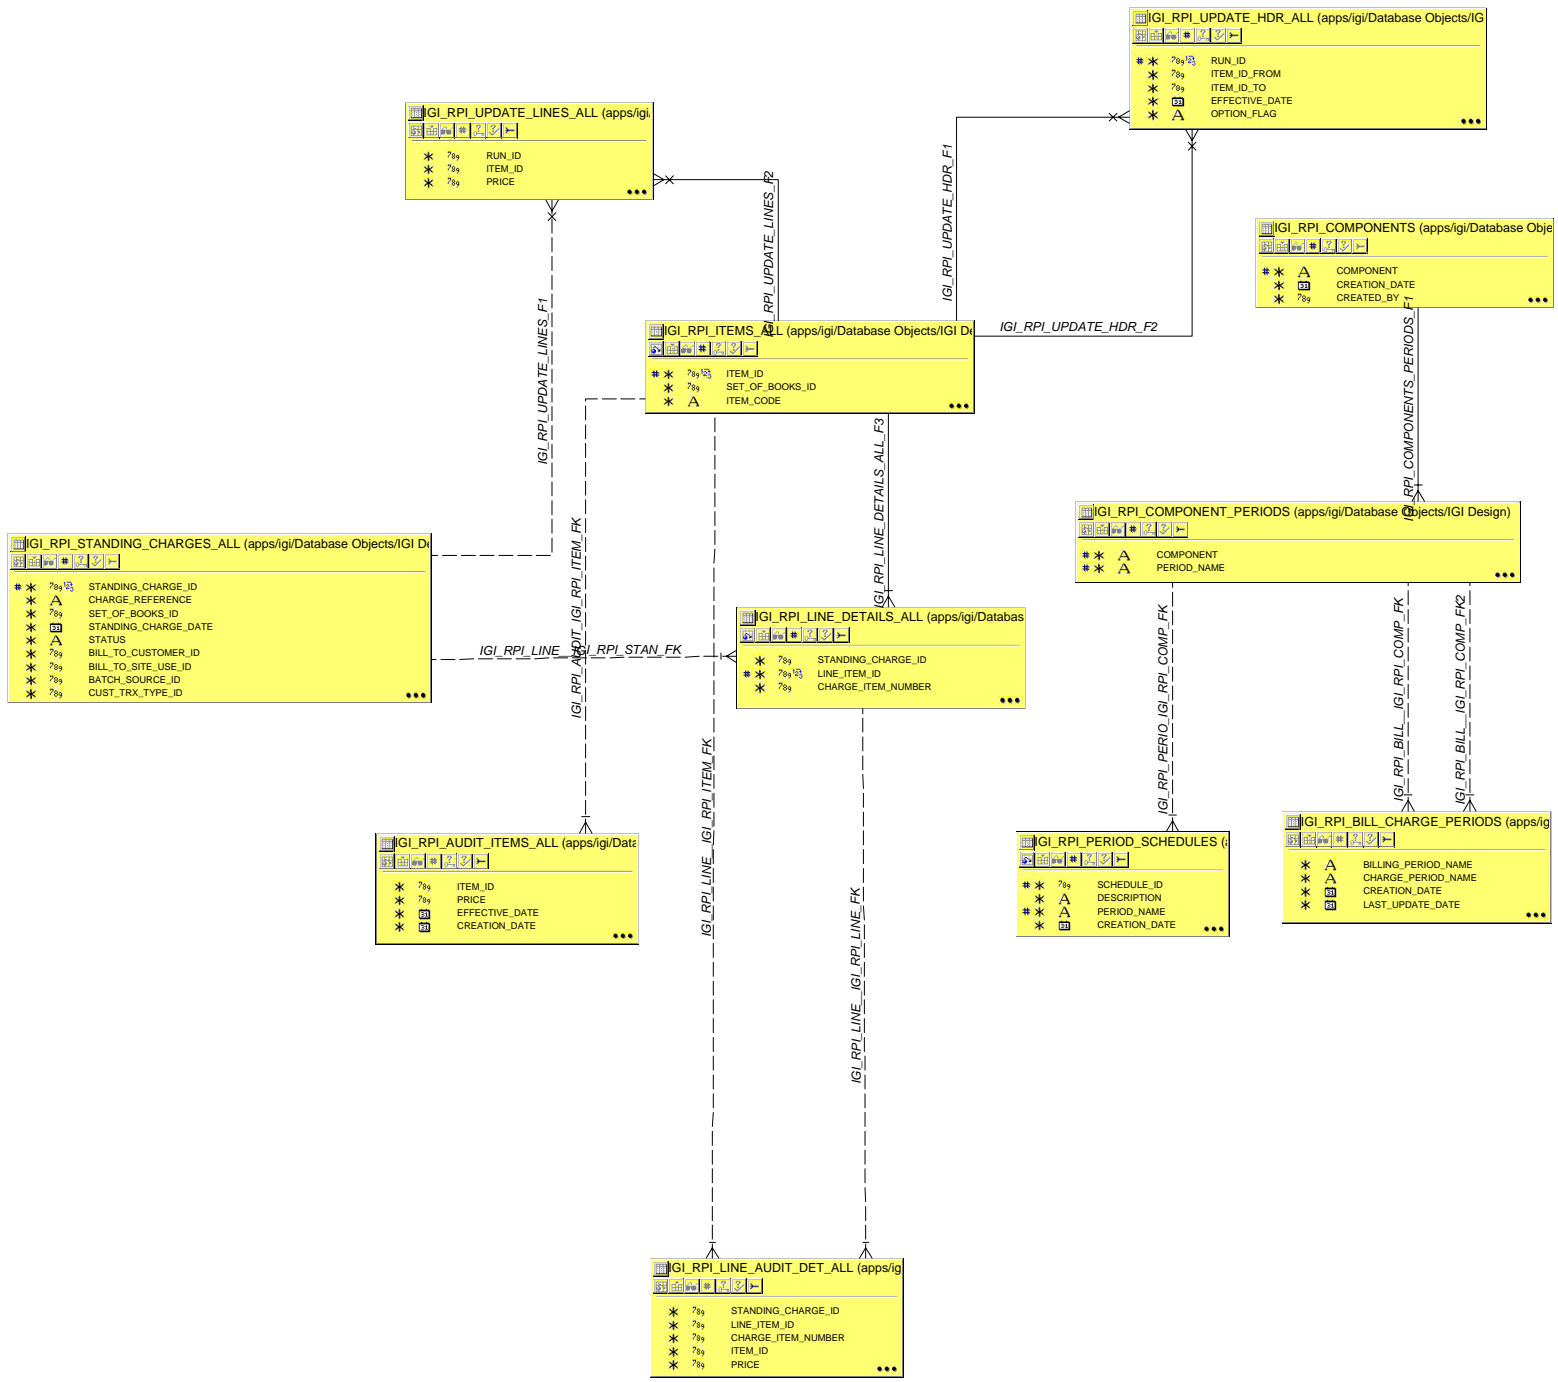 IGI_RPI_UPDATE_HDR_ALL (apps/igi/Database Objects/IG
RUN_ID
ITEM_ID_FROM
ITEM_ID_TO
EFFECTIVE_DATE
OPTION_FLAG
IGI_RPI_UPDATE_LINES_ALL (apps/igi/
RUN_ID
ITEM_ID
PRICE
IGI_RPI_UPDATE_LINES_F2
IGI_RPI_UPDATE_HDR_F1
IGI_RPI_COMPONENTS (apps/igi/Database Obje
COMPONENT
CREATION_DATE
CREATED_BY
IGI_RPI_UPDATE_LINES_F1
IGI_RPI_ITEMS_ALL (apps/igi/Database Objects/IGI De
ITEM_ID
SET_OF_BOOKS_ID
ITEM_CODE
IGI_RPI_UPDATE_HDR_F2
IGI_RPI_COMPONENTS_PERIODS_F1
IGI_RPI_LINE_DETAILS_ALL_F3
IGI_RPI_AUDIT_IGI_RPI_ITEM_FK
IGI_RPI_COMPONENT_PERIODS (apps/igi/Database Objects/IGI Design)
COMPONENT
PERIOD_NAME
IGI_RPI_STANDING_CHARGES_ALL (apps/igi/Database Objects/IGI De
STANDING_CHARGE_ID
CHARGE_REFERENCE
SET_OF_BOOKS_ID
STANDING_CHARGE_DATE
STATUS
BILL_TO_CUSTOMER_ID
BILL_TO_SITE_USE_ID
BATCH_SOURCE_ID
CUST_TRX_TYPE_ID
IGI_RPI_LINE__IGI_RPI_STAN_FK
IGI_RPI_LINE_DETAILS_ALL (apps/igi/Databas
STANDING_CHARGE_ID
LINE_ITEM_ID
CHARGE_ITEM_NUMBER
IGI_RPI_PERIO_IGI_RPI_COMP_FK
IGI_RPI_BILL__IGI_RPI_COMP_FK
IGI_RPI_BILL__IGI_RPI_COMP_FK2
IGI_RPI_LINE__IGI_RPI_ITEM_FK
IGI_RPI_LINE__IGI_RPI_LINE_FK
IGI_RPI_AUDIT_ITEMS_ALL (apps/igi/Data
ITEM_ID
PRICE
EFFECTIVE_DATE
CREATION_DATE
IGI_RPI_PERIOD_SCHEDULES (a
SCHEDULE_ID
DESCRIPTION
PERIOD_NAME
CREATION_DATE
IGI_RPI_BILL_CHARGE_PERIODS (apps/ig
BILLING_PERIOD_NAME
CHARGE_PERIOD_NAME
CREATION_DATE
LAST_UPDATE_DATE
IGI_RPI_LINE_AUDIT_DET_ALL (apps/ig
STANDING_CHARGE_ID
LINE_ITEM_ID
CHARGE_ITEM_NUMBER
ITEM_ID
PRICE